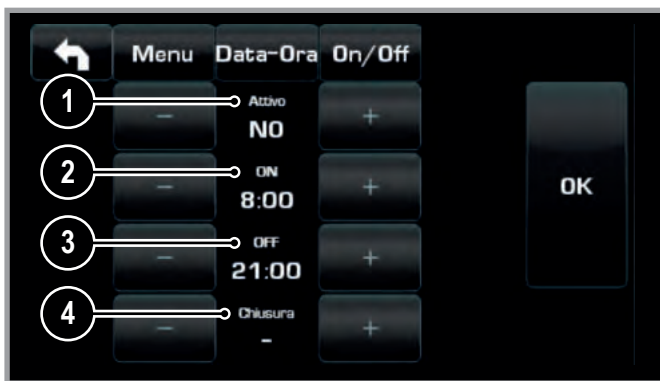 Menu Data-Ora On/Off
1 Attivo
- NO +
2 ON
- 8:00 + OK
3 OFF
- 21:00 +
4 Chiusura
- - +